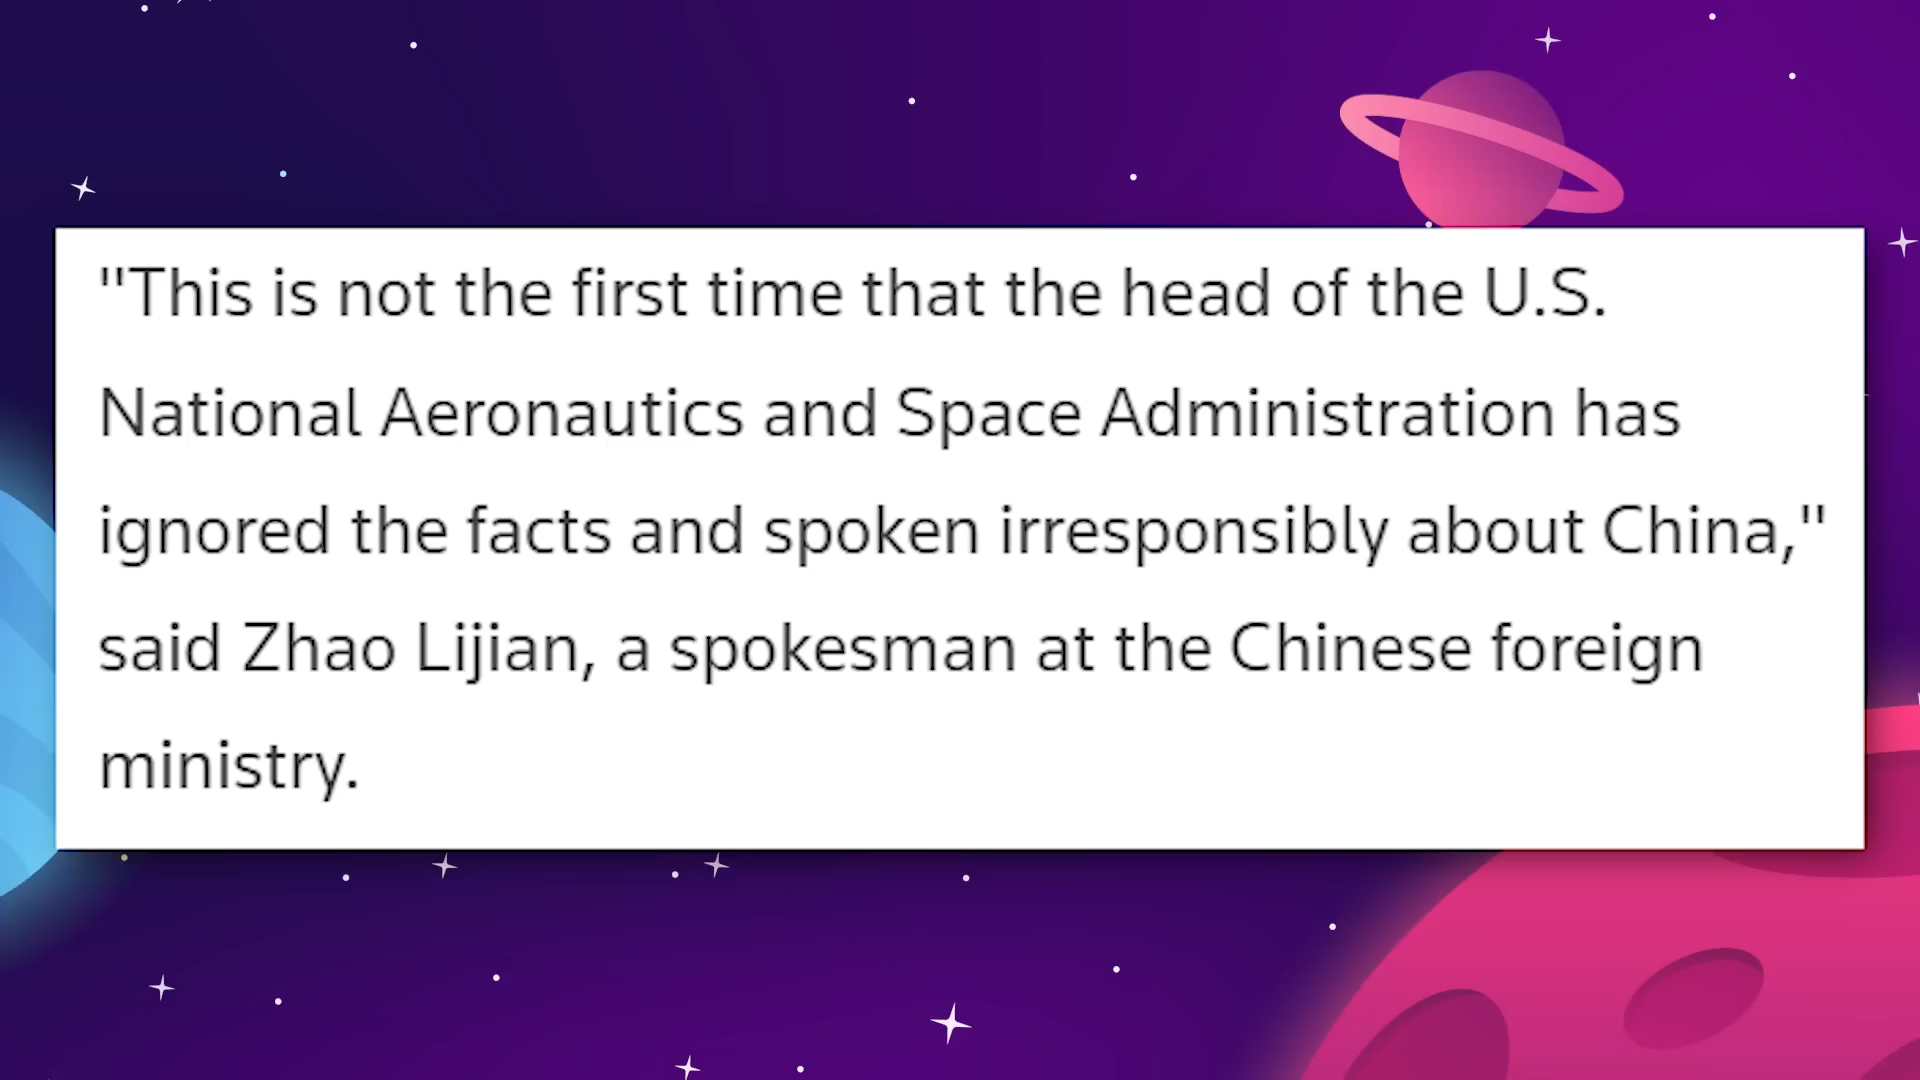 "This is not the first time that the head of the U.S.
National Aeronautics and Space Administration has
ignored the facts and spoken irresponsibly about China,"
said Zhao Lijian, a spokesman at the Chinese foreign
ministry.